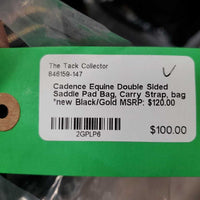 The Tack Collector
846159-147
Cadence Equine Double Sided
Saddle Pad Bag, Carry Strap, bag
*new Black/Gold MSRP: $120.00
2GPLP6
$100.00